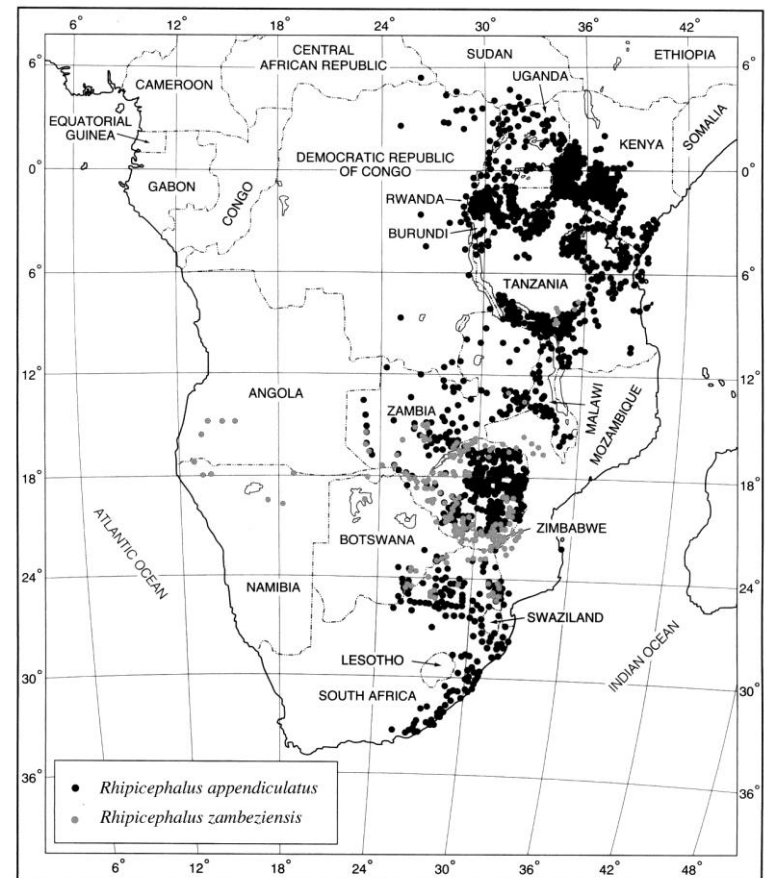 6° 12° 18° 24° 30° 36° 42°
CENTRAL
AFRICAN REPUBLIC
SUDAN
ETHIOPIA
6° 6°
CAMEROON
UGANDA
EQUATORIAL
GUINEA
KENYA
SOMALIA
DEMOCRATIC REPUBLIC
OF CONGO
0° 0°
GABON
CONGO
RWANDA
BURUNDI
6° 6°
TANZANIA
12° 12°
ANGOLA
ZAMBIA
MALAWI
MOZAMBIQUE
18° 18°
ATLANTIC OCEAN
ZIMBABWE
BOTSWANA
24° 24°
NAMIBIA
SWAZILAND
LESOTHO
INDIAN OCEAN
30° 30°
SOUTH AFRICA
36° 36°
Rhipicephalus appendiculatus
Rhipicephalus zambeziensis
6° 12° 18° 24° 30° 36° 42° 48°